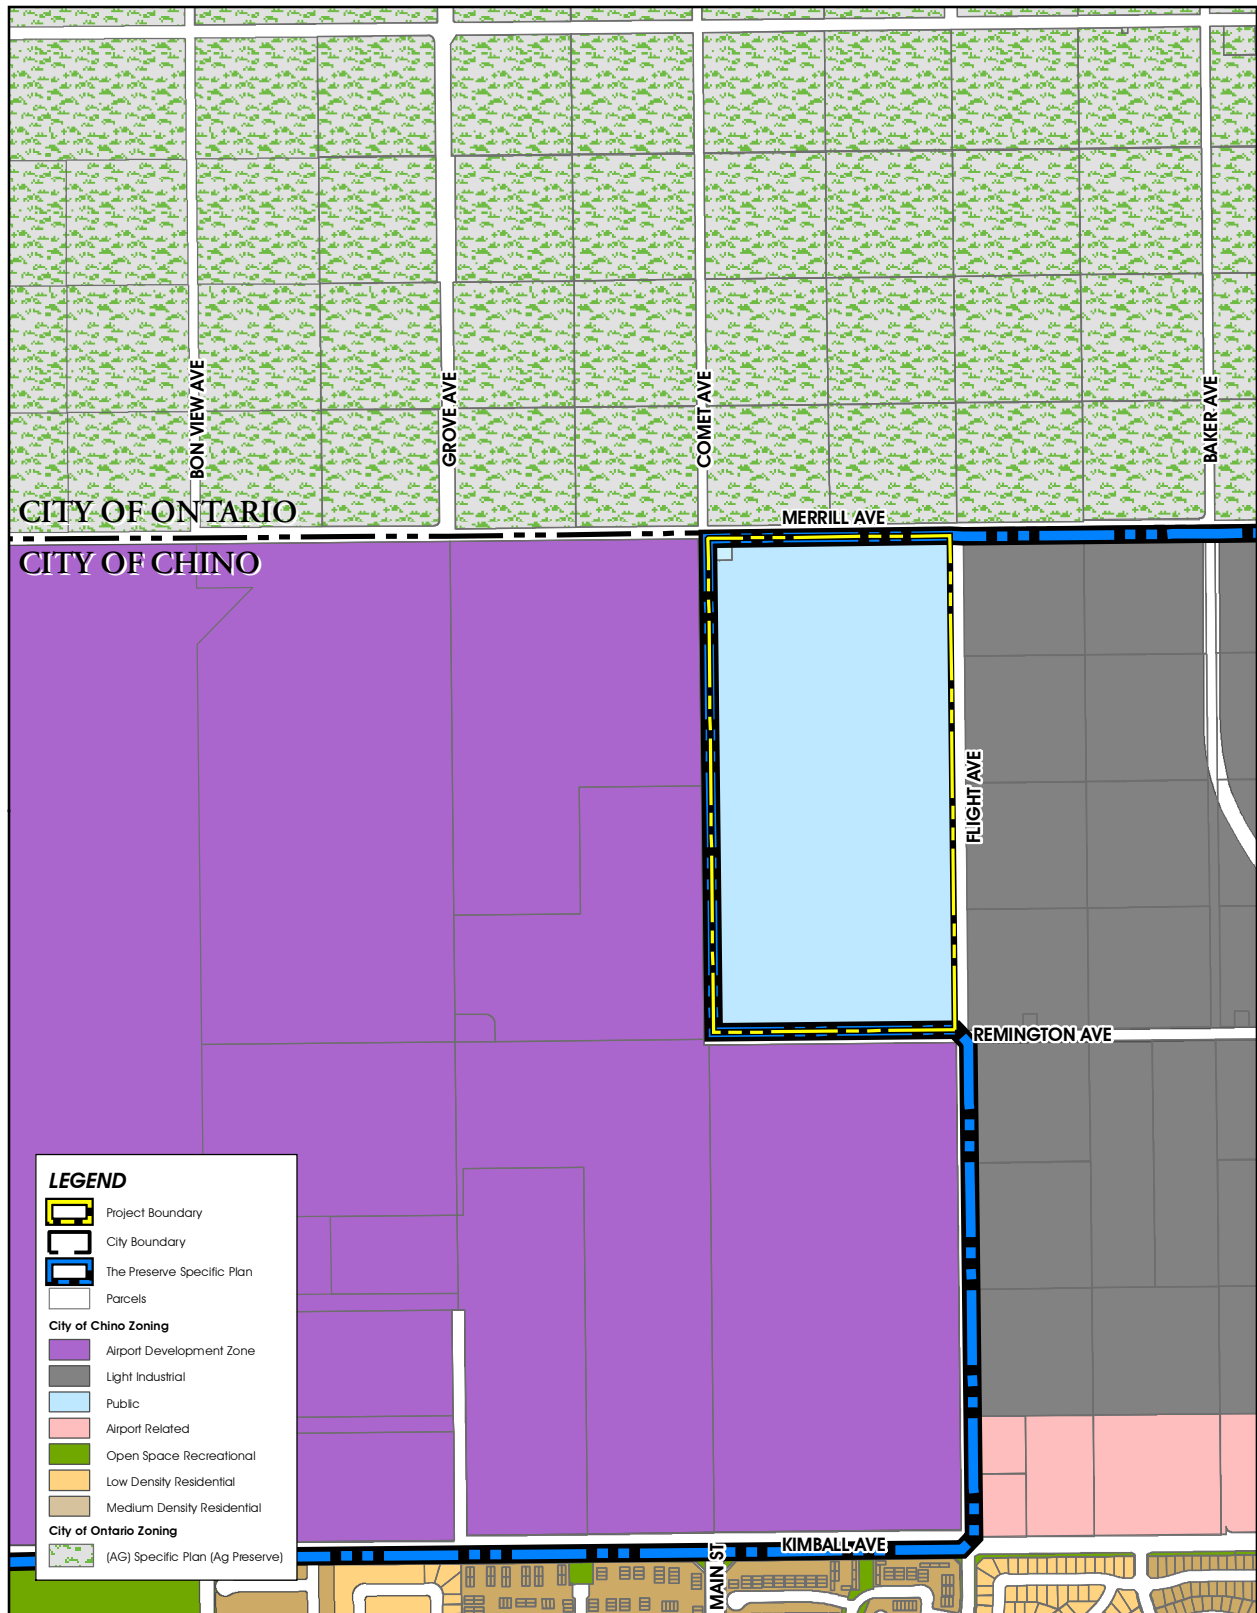 BON VIEW AVE
GROVE AVE
COMET AVE
BAKER AVE
CITY OF ONTARIO
MERRILL AVE
CITY OF CHINO
FLIGHT AVE
REMINGTON AVE
LEGEND
Project Boundary
City Boundary
The Preserve Specific Plan
Parcels
City of Chino Zoning
Airport Development Zone
Light Industrial
Public
Airport Related
Open Space Recreational
Low Density Residential
Medium Density Residential
City of Ontario Zoning
(AG) Specific Plan (Ag Preserve)
KIMBALL AVE
MAIN ST